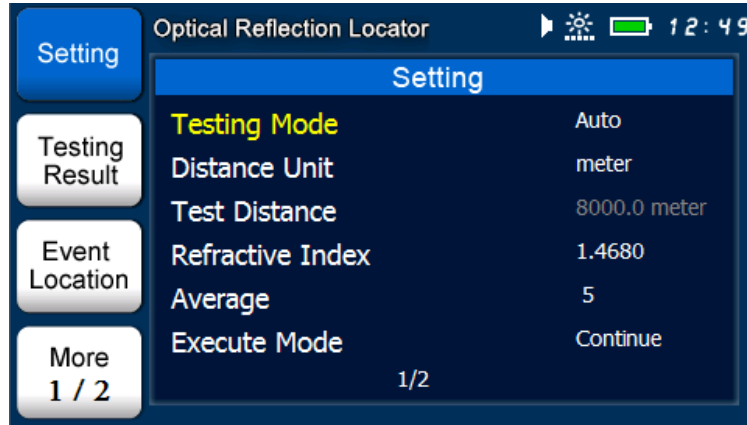 Setting
Optical Reflection Locator
12:49
Setting
Testing Mode Auto
Distance Unit meter
Test Distance 8000.0 meter
Refractive Index 1.4680
Average 5
Execute Mode Continue
1/2
Testing
Result
Event
Location
More
1 / 2